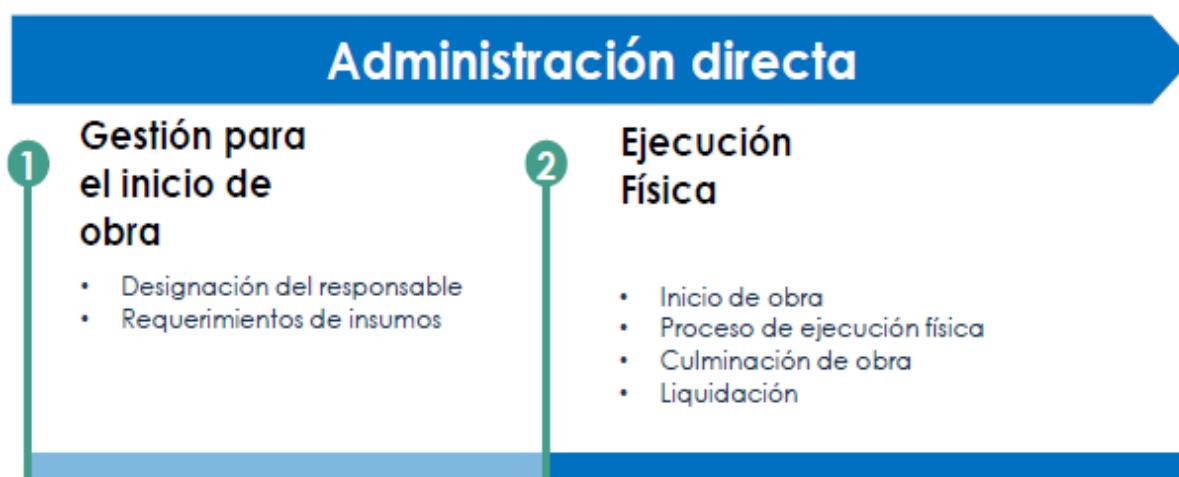 Administración directa
1
Gestión para
el inicio de
obra
• Designación del responsable
• Requerimientos de insumos
2
Ejecución
Física
• Inicio de obra
• Proceso de ejecución física
• Culminación de obra
• Liquidación